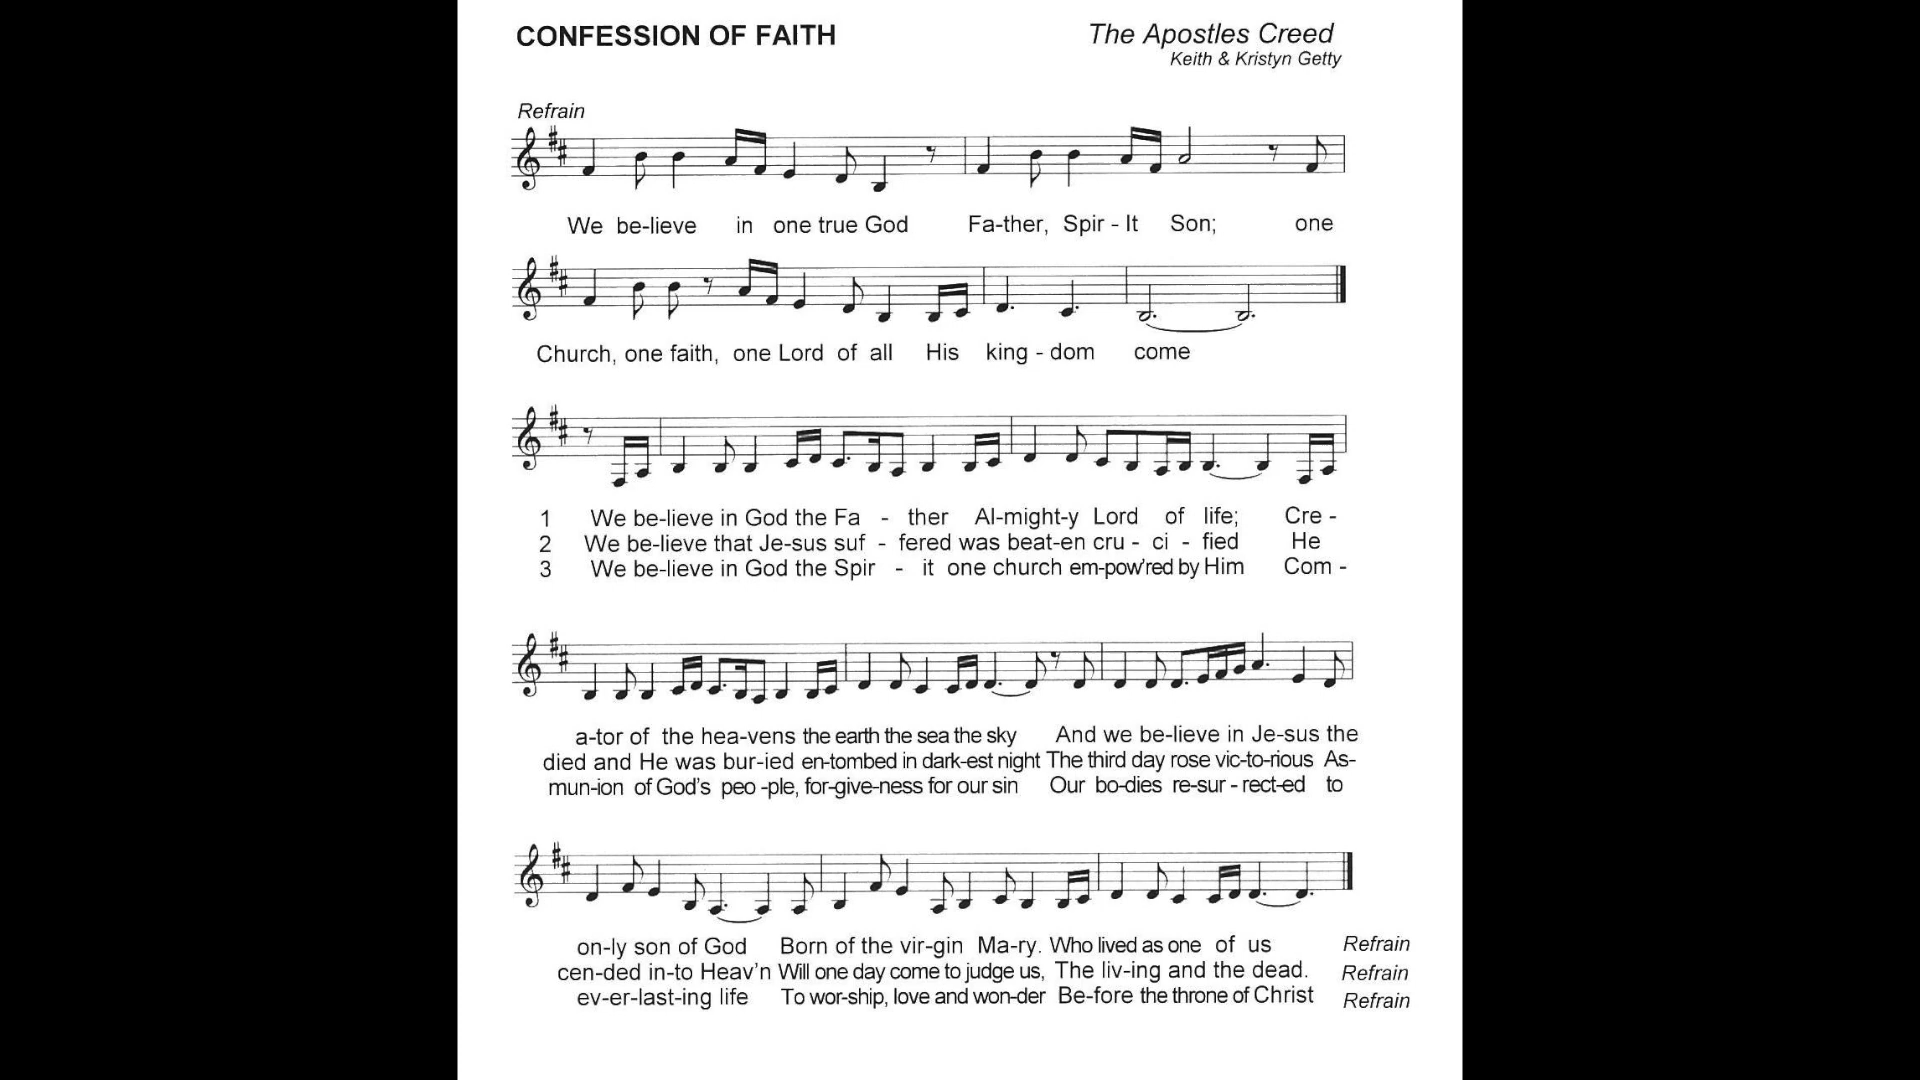 CONFESSION OF FAITH
The Apostles Creed
Keith & Kristyn Getty
Refrain
We be-lieve in one true God Fa-ther, Spir - It Son; one
Church, one faith, one Lord of all His king - dom come
1 We be-lieve in God the Fa - ther Al-might-y Lord of life; Cre -
2 We be-lieve that Je-sus suf - fered was beat-en cru - ci - fied He
3 We be-lieve in God the Spir - it one church em-pow'red by Him Com -
a-tor of the hea-vens the earth the sea the sky And we be-lieve in Je-sus the
died and He was bur-ied en-tombed in dark-est night The third day rose vic-to-rious As-
mun-ion of God's peo -ple, for-give-ness for our sin Our bo-dies re-sur - rect-ed to
on-ly son of God Born of the vir-gin Ma-ry. Who lived as one of us Refrain
cen-ded in-to Heav'n Will one day come to judge us, The liv-ing and the dead. Refrain
ev-er-last-ing life To wor-ship, love and won-der Be-fore the throne of Christ Refrain